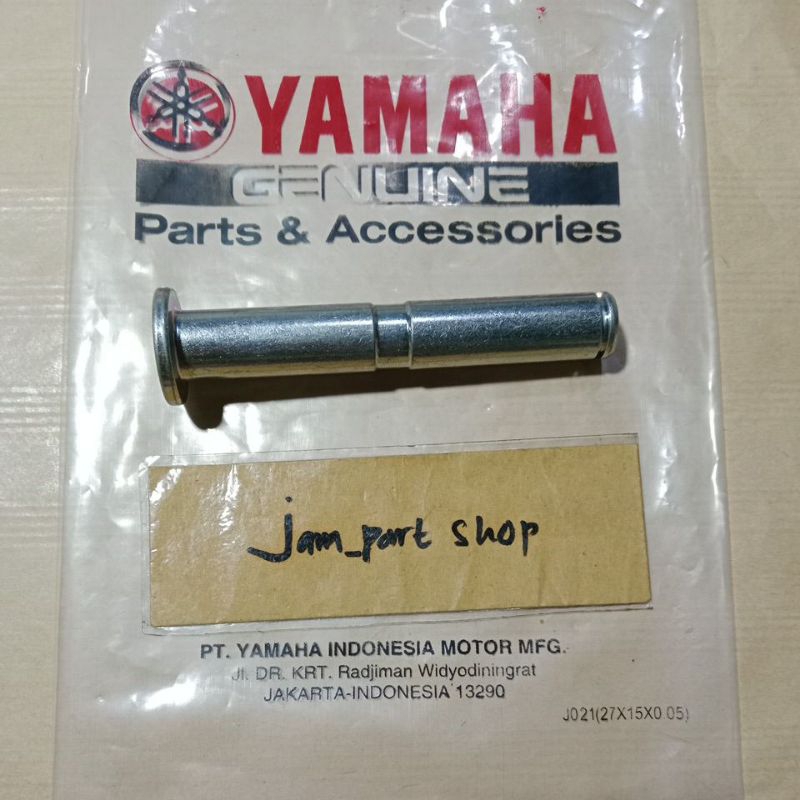 YAMAHA
GENUINE
Parts & Accessories
jam_part shop
PT. YAMAHA INDONESIA MOTOR MFG.
Jl. DR. KRT. Radjiman Widyodiningrat
JAKARTA-INDONESIA 13290
J021(27X15X0.05)